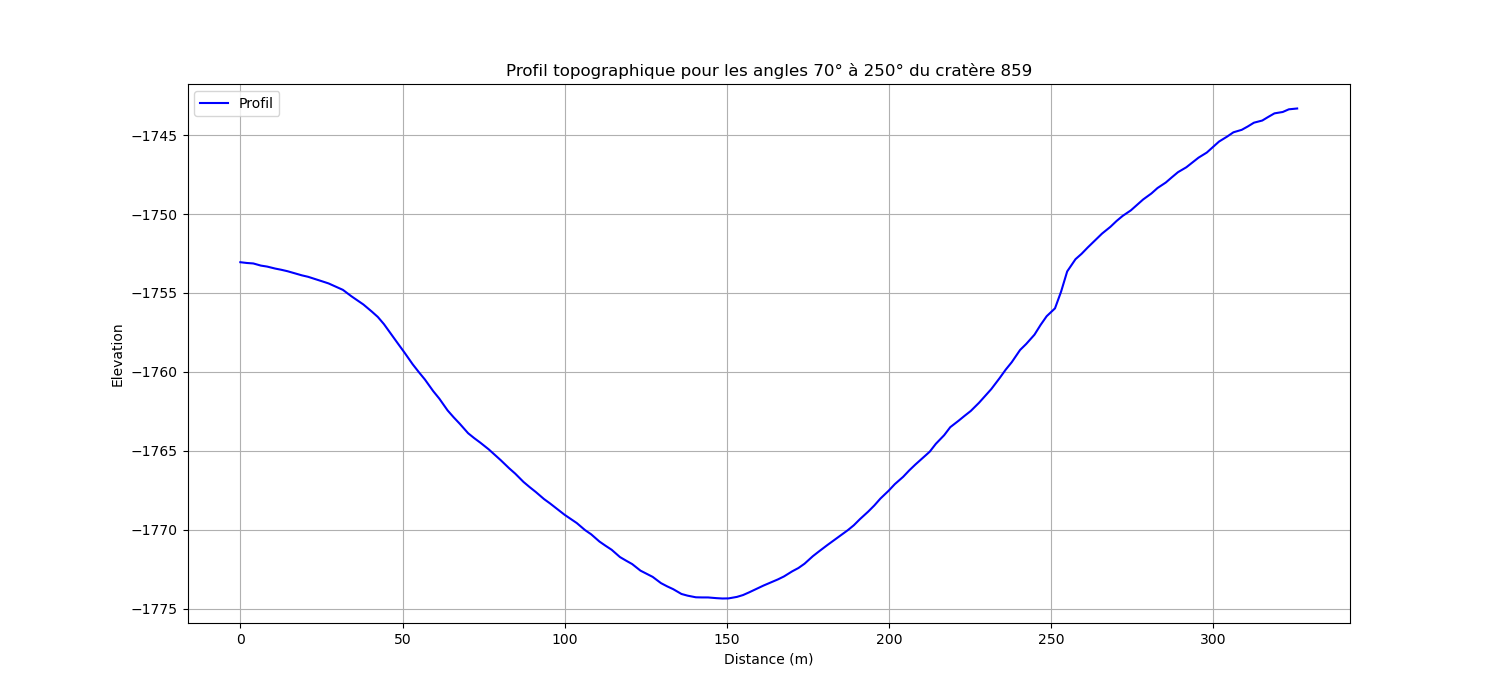 Profil topographique pour les angles 70° à 250° du cratère 859
Profil
−1745
−1750
−1755
−1760
−1765
−1770
−1775
Elevation
0 50 100 150 200 250 300
Distance (m)